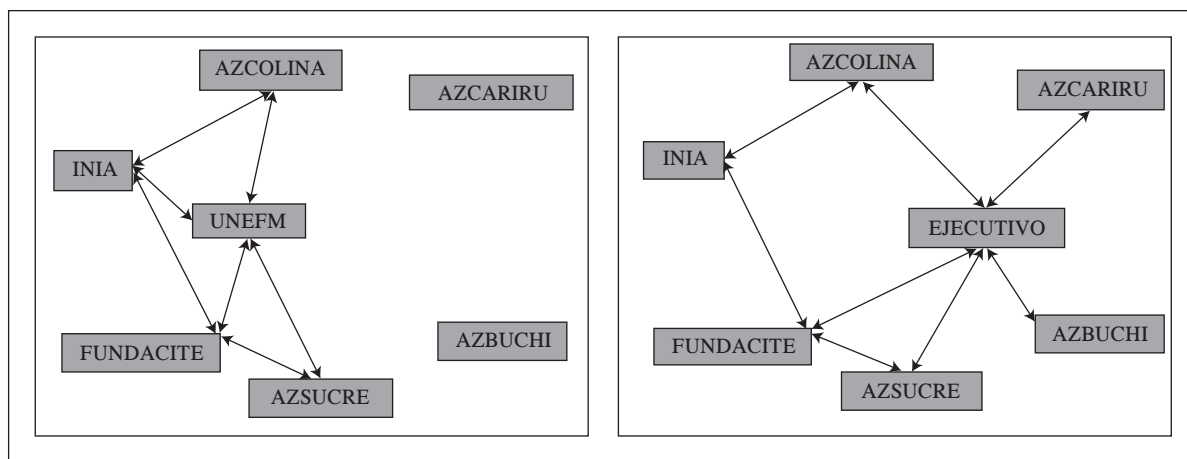 AZCOLINA
AZCARIRU
INIA
UNEFM
FUNDACITE
AZBUCHI
AZSUCRE
AZCOLINA
AZCARIRU
INIA
EJECUTIVO
FUNDACITE
AZBUCHI
AZSUCRE